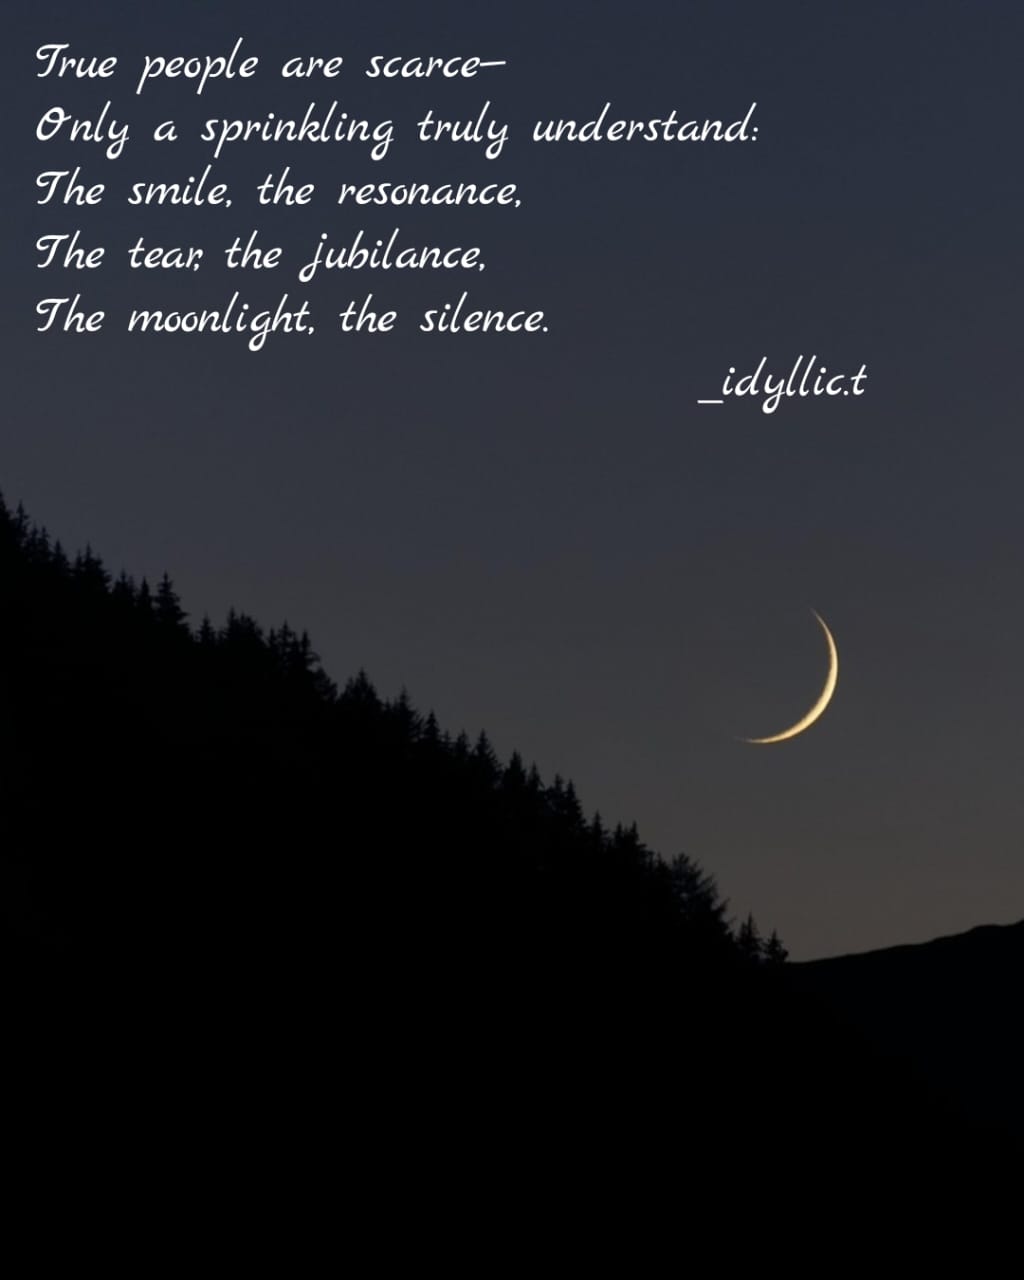 True people are scarce—
Only a sprinkling truly understand:
The smile, the resonance,
The tear, the jubilance,
The moonlight, the silence.
_idyllic.t